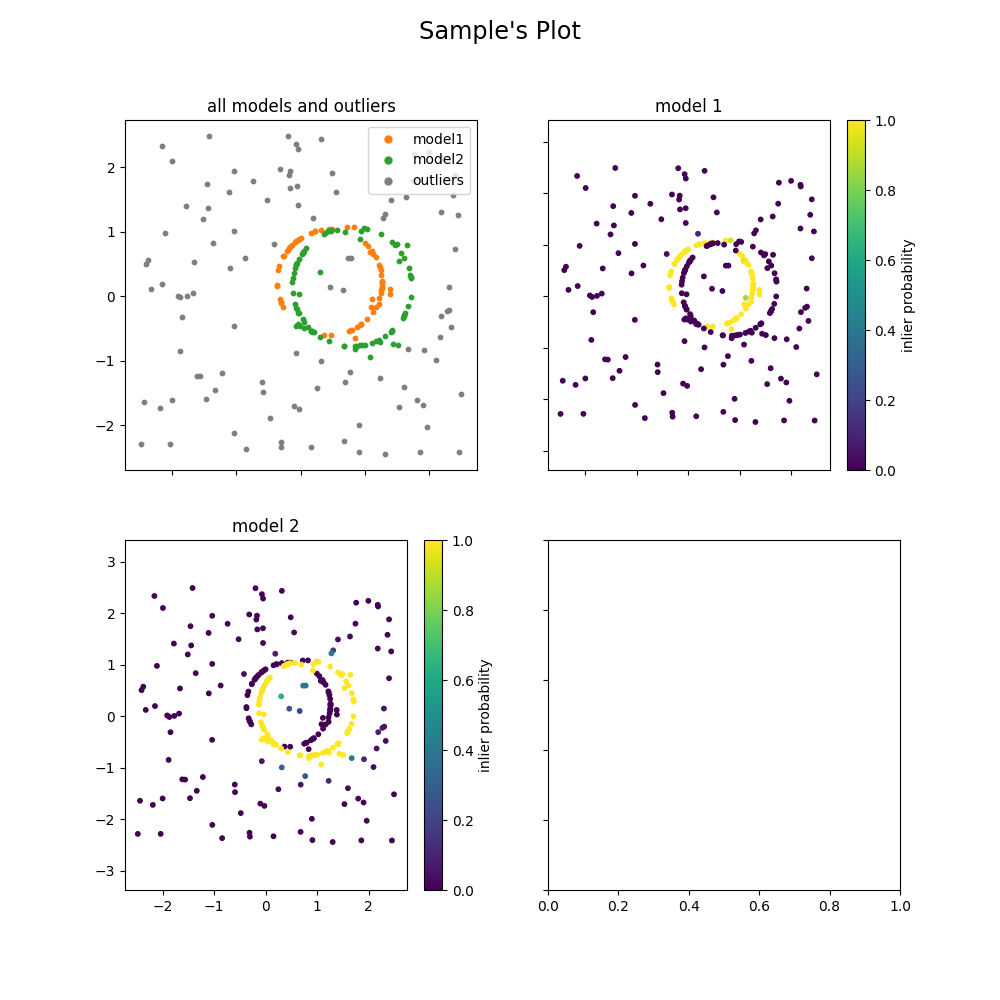 Sample's Plot
all models and outliers
model1
model2
outliers
2
1
0
−1
−2
model 1
1.0
0.8
0.6
0.4
0.2
0.0
inlier probability
model 2
3
2
1
0
−1
−2
−3
−2 −1 0 1 2
1.0
0.8
0.6
0.4
0.2
0.0
inlier probability
0.0 0.2 0.4 0.6 0.8 1.0